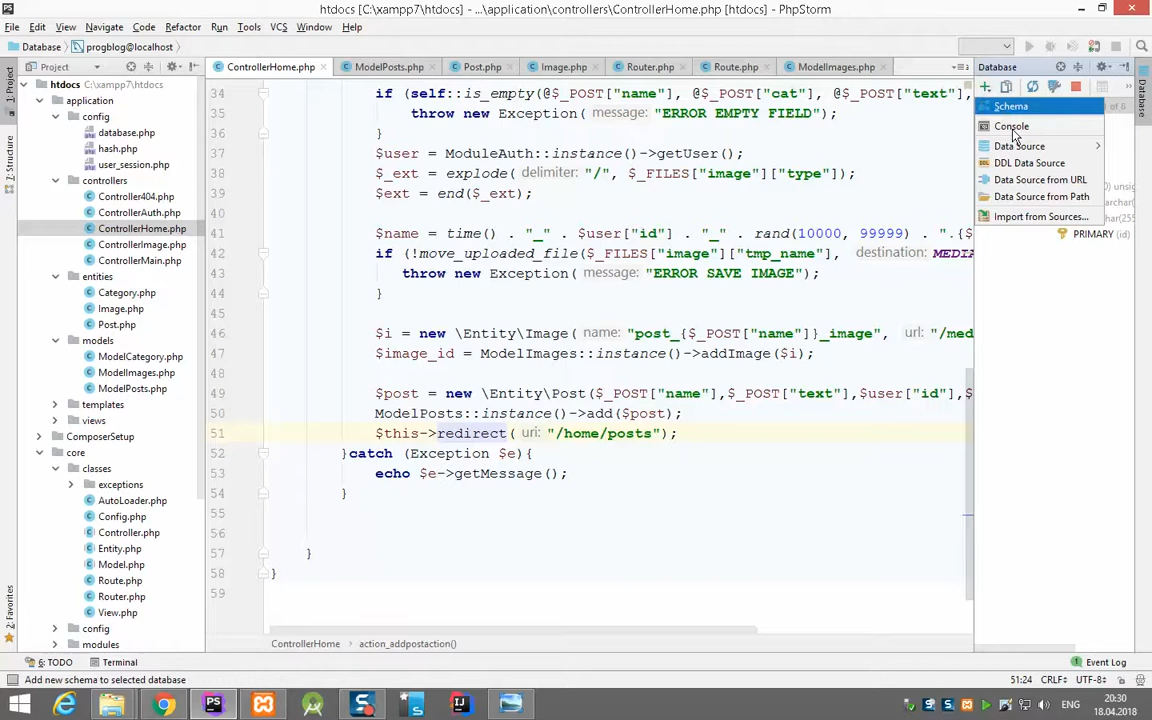 htdocs [C:\xampp7\htdocs] - ...\application\controllers\ControllerHome.php [htdocs] - PhpStorm
File Edit View Navigate Code Refactor Run Tools VCS Window Help
Database progblog@localhost
Project
ControllerHome.php ModelPosts.php Post.php Image.php Router.php Route.php ModelImages.php
Database
1: Project
7: Structure
2: Favorites
Database
htdocs C:\xampp7\htdocs
application
config
database.php
hash.php
user_session.php
controllers
Controller404.php
ControllerAuth.php
ControllerHome.php
ControllerImage.php
ControllerMain.php
entities
Category.php
Image.php
Post.php
models
ModelCategory.php
ModelImages.php
ModelPosts.php
templates
views
ComposerSetup
core
classes
exceptions
AutoLoader.php
Config.php
Controller.php
Entity.php
Model.php
Route.php
Router.php
View.php
config
modules
34 if (self::is_empty(@$_POST["name"], @$_POST["cat"], @$_POST["text"],
35 throw new Exception( message: "ERROR EMPTY FIELD");
36 }
37 $user = ModuleAuth::instance()->getUser();
38 $_ext = explode( delimiter: "/", $_FILES["image"]["type"]);
39 $ext = end($_ext);
40
41 $name = time() . "_" . $user["id"] . "_" . rand(10000, 99999) . ".{$
42 if (!move_uploaded_file($_FILES["image"]["tmp_name"], destination: MEDIA
43 throw new Exception( message: "ERROR SAVE IMAGE");
44 }
45
46 $i = new \Entity\Image( name: "post_{$_POST["name"]}_image", url: "/med
47 $image_id = ModelImages::instance()->addImage($i);
48
49 $post = new \Entity\Post($_POST["name"],$_POST["text"],$user["id"],$
50 ModelPosts::instance()->add($post);
51 $this->redirect( uri: "/home/posts");
52 }catch (Exception $e){
53 echo $e->getMessage();
54 }
55
56
57 }
58 }
59
Schema
Console
Data Source
DDL Data Source
Data Source from URL
Data Source from Path
Import from Sources...
PRIMARY (id)
ControllerHome action_addpostaction()
6: TODO Terminal Event Log
Add new schema to selected database 51:24 CRLF÷ UTF-8÷
ENG 20:30
18.04.2018